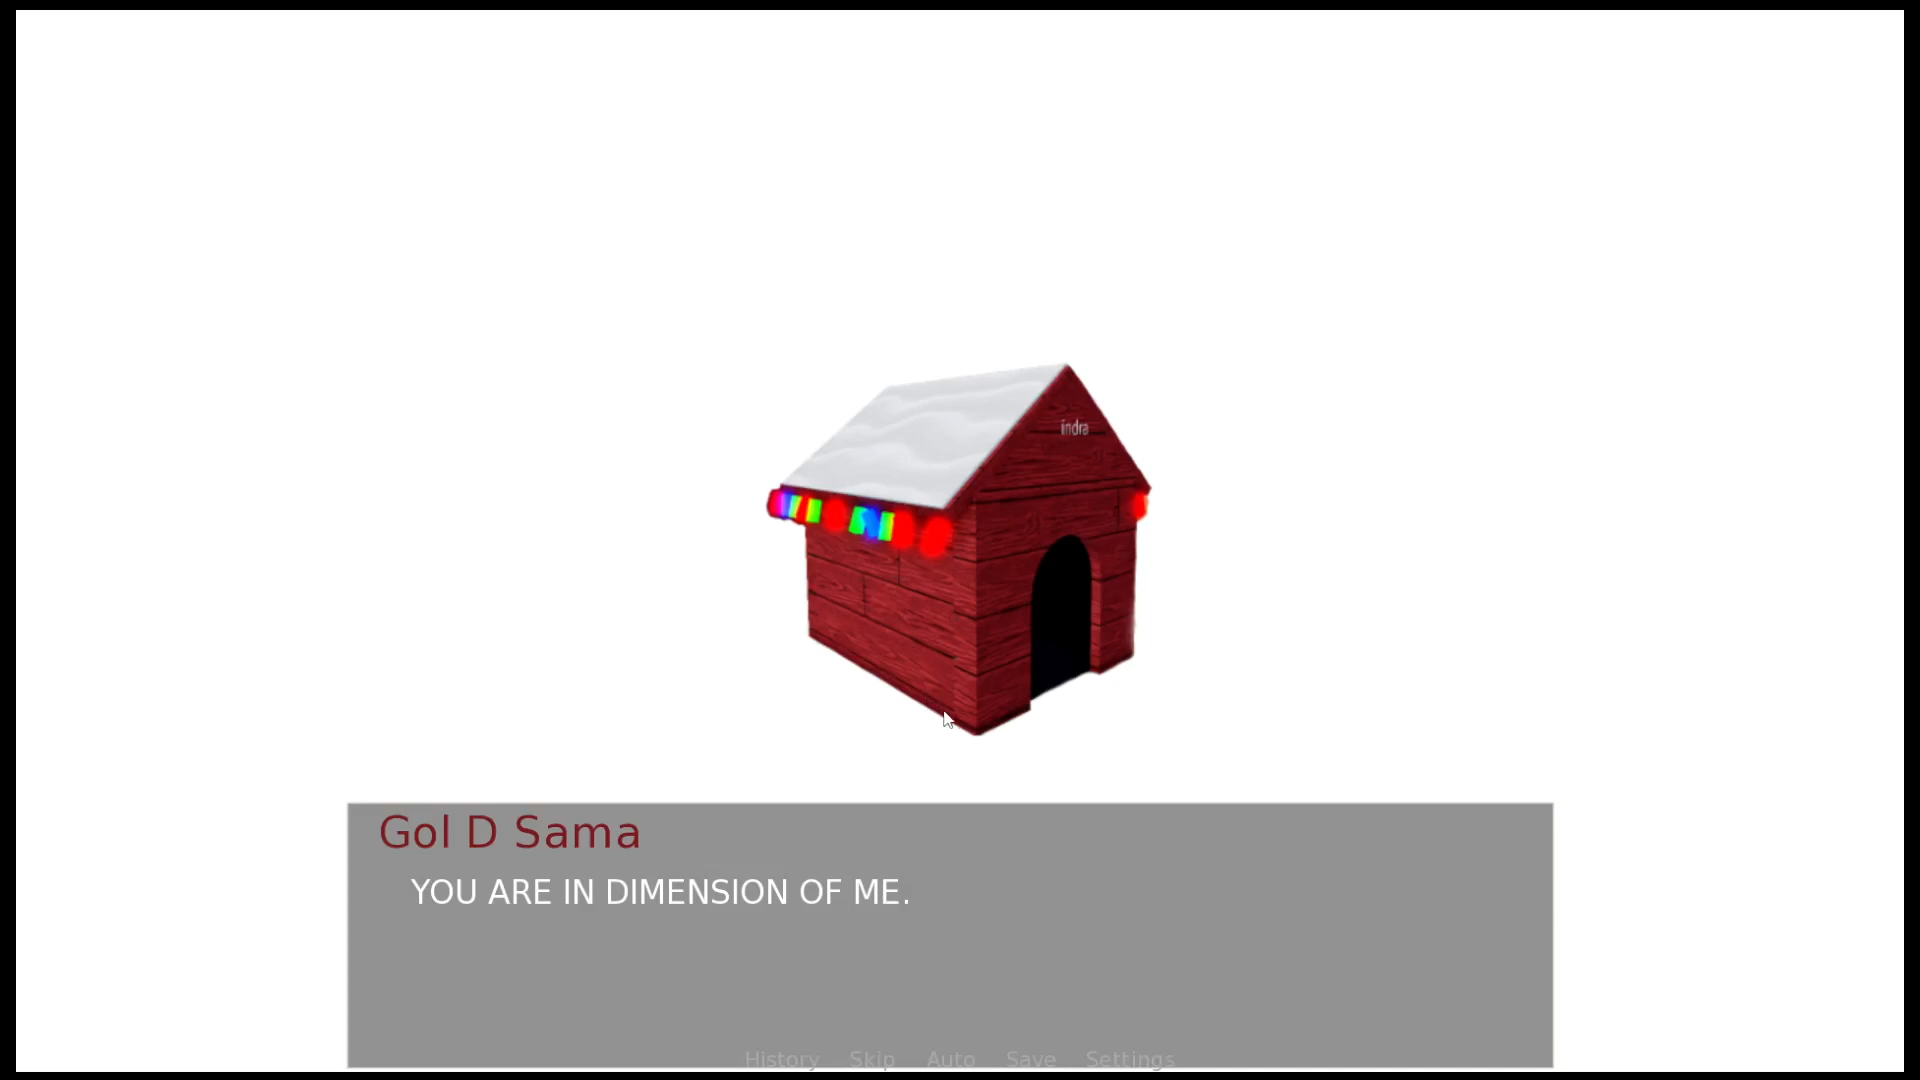 indra
Gol D Sama
YOU ARE IN DIMENSION OF ME.
History Skip Auto Save Settings